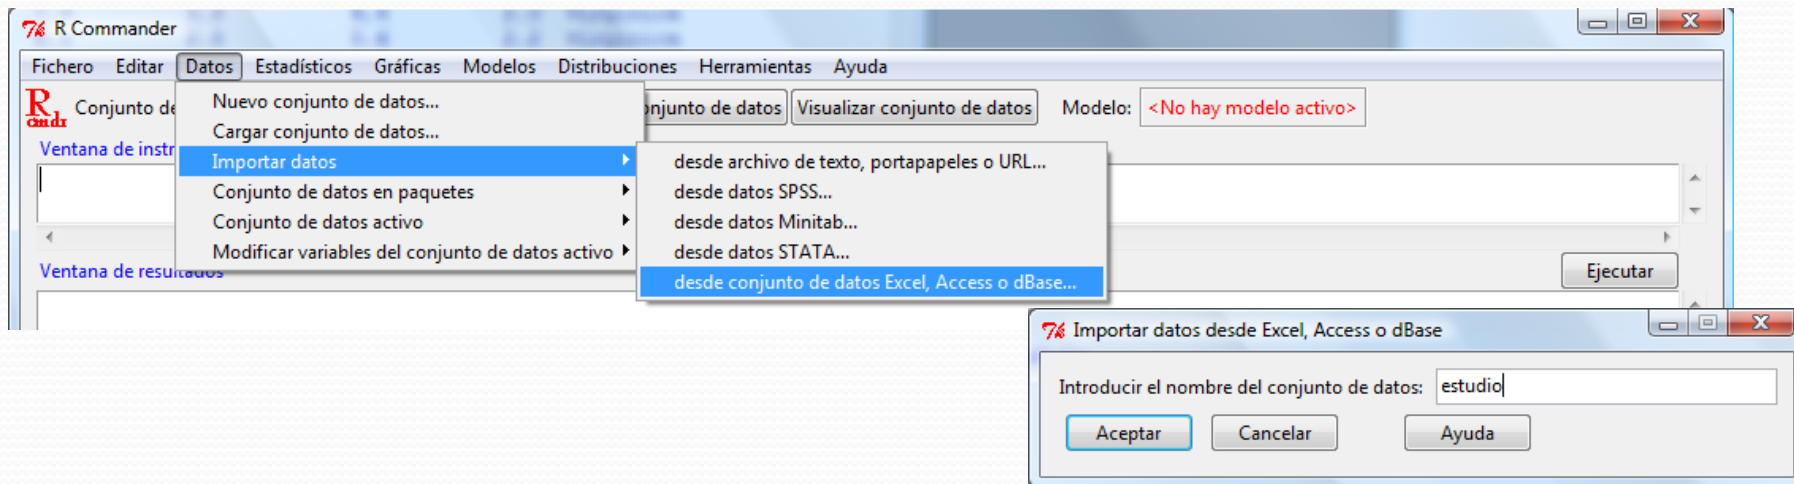 R Commander
Fichero Editar Datos Estadísticos Gráficas Modelos Distribuciones Herramientas Ayuda
R cmdr Conjunto de njunto de datos Visualizar conjunto de datos Modelo: <No hay modelo activo>
Nuevo conjunto de datos...
Cargar conjunto de datos...
Ventana de instr
Importar datos
Conjunto de datos en paquetes
Conjunto de datos activo
Modificar variables del conjunto de datos activo
desde archivo de texto, portapapeles o URL...
desde datos SPSS...
desde datos Minitab...
desde datos STATA...
desde conjunto de datos Excel, Access o dBase...
Ventana de resultados
Ejecutar
Importar datos desde Excel, Access o dBase
Introducir el nombre del conjunto de datos: estudio
Aceptar Cancelar Ayuda